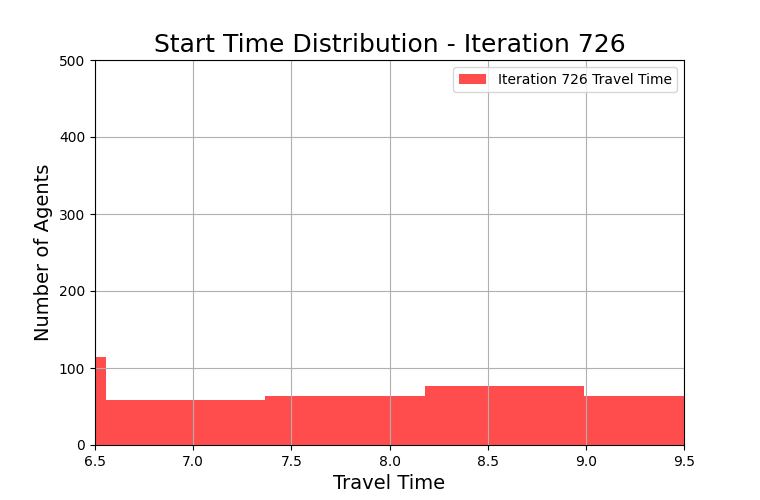 Start Time Distribution - Iteration 726
Iteration 726 Travel Time
Number of Agents
500
400
300
200
100
0
6.5 7.0 7.5 8.0 8.5 9.0 9.5
Travel Time